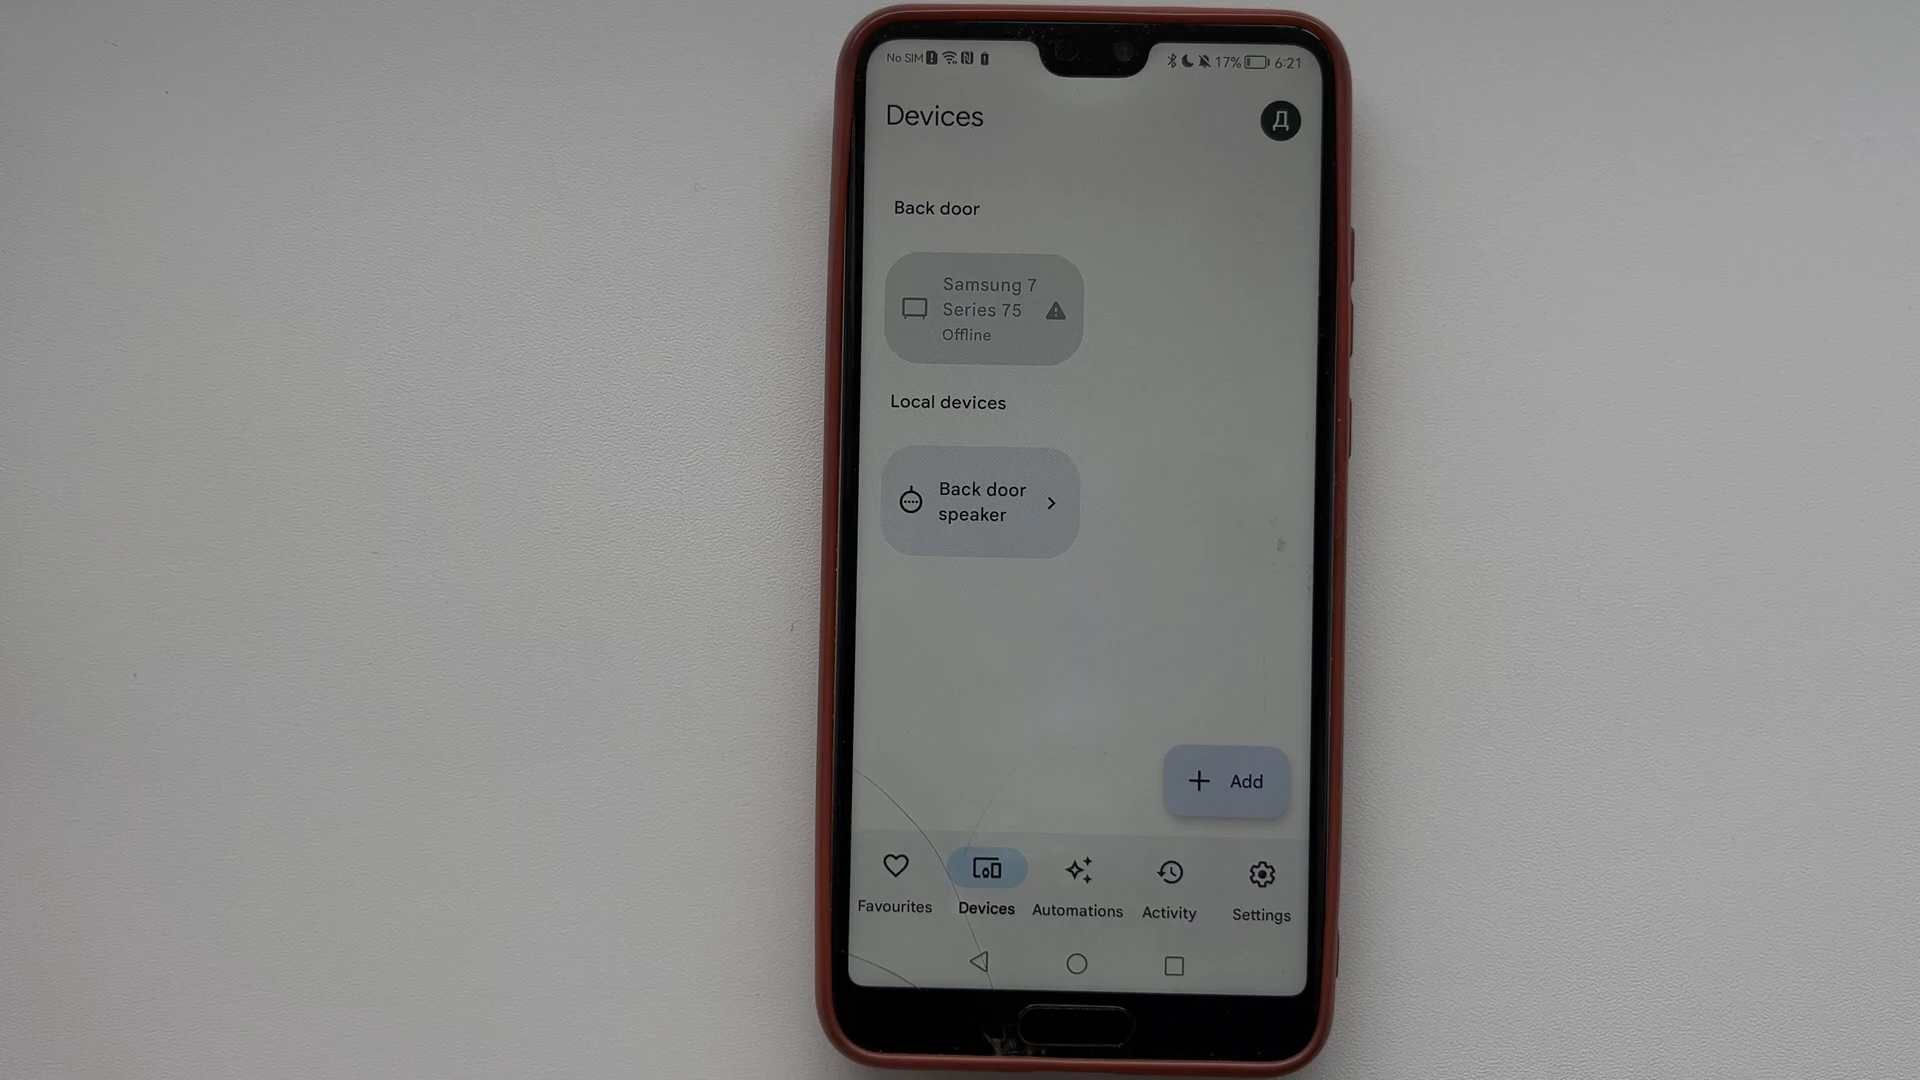 No SIM 17% 6:21
Devices
Д
Back door
Samsung 7
Series 75
Offline
Local devices
Back door
speaker
Add
Favourites Devices Automations Activity Settings